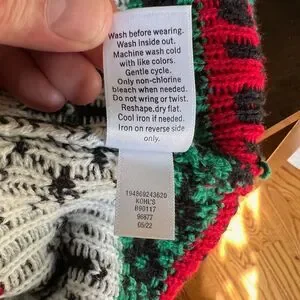 Wash before wearing.
Wash inside out.
Machine wash cold
with like colors.
Gentle cycle.
Only non-chlorine
bleach when needed.
Do not wring or twist.
Reshape.dry flat.
Cool iron if needed.
Iron on reverse side
only.
194869243620
KOHL'S
B90117
96877
05/22